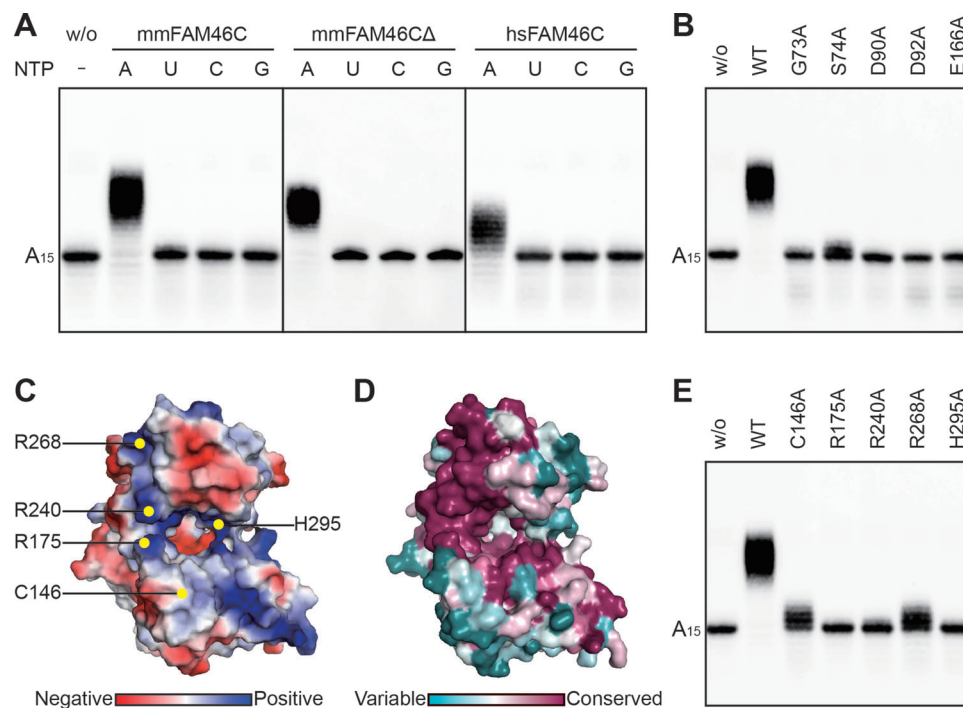 A w/o mmFAM46C mmFAM46CΔ hsFAM46C
NTP – A U C G A U C G A U C G
A15
B w/o WT G73A S74A D90A D92A E166A
A15
C
R268
R240
R175
C146
H295
Negative Positive
D
Variable Conserved
E w/o WT C146A R175A R240A R268A H295A
A15